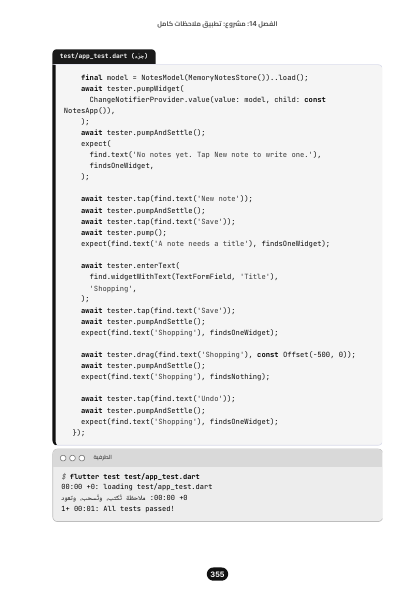 الفصل 14: مشروع: تطبيق ملاحظات كامل
test/app_test.dart (جزء)
final model = NotesModel(MemoryNotesStore())..load();
await tester.pumpWidget(
ChangeNotifierProvider.value(value: model, child: const
NotesApp()),
);
await tester.pumpAndSettle();
expect(
find.text('No notes yet. Tap New note to write one.'),
findsOneWidget,
);
await tester.tap(find.text('New note'));
await tester.pumpAndSettle();
await tester.tap(find.text('Save'));
await tester.pump();
expect(find.text('A note needs a title'), findsOneWidget);
await tester.enterText(
find.widgetWithText(TextFormField, 'Title'),
'Shopping',
);
await tester.tap(find.text('Save'));
await tester.pumpAndSettle();
expect(find.text('Shopping'), findsOneWidget);
await tester.drag(find.text('Shopping'), const Offset(-500, 0));
await tester.pumpAndSettle();
expect(find.text('Shopping'), findsNothing);
await tester.tap(find.text('Undo'));
await tester.pumpAndSettle();
expect(find.text('Shopping'), findsOneWidget);
});
الطرفية
$ flutter test test/app_test.dart
00:00 +0: loading test/app_test.dart
00:00 +0: ملاحظة تُكتب، وتُسحب، وتعود
00:01 +1: All tests passed!
355